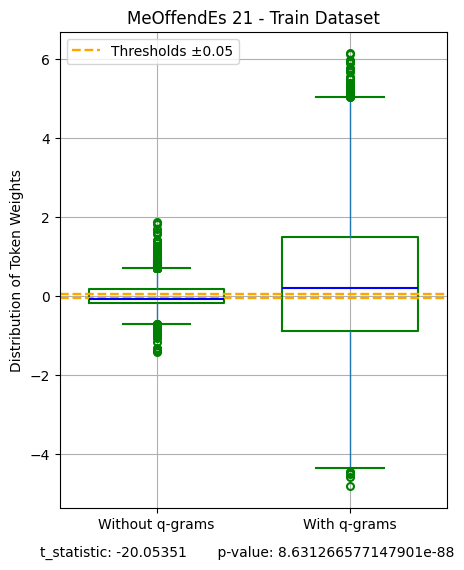 MeOffendEs 21 - Train Dataset
Thresholds ±0.05
Distribution of Token Weights
6
4
2
0
−2
−4
Without q-grams With q-grams
t_statistic: -20.05351 p-value: 8.631266577147901e-88